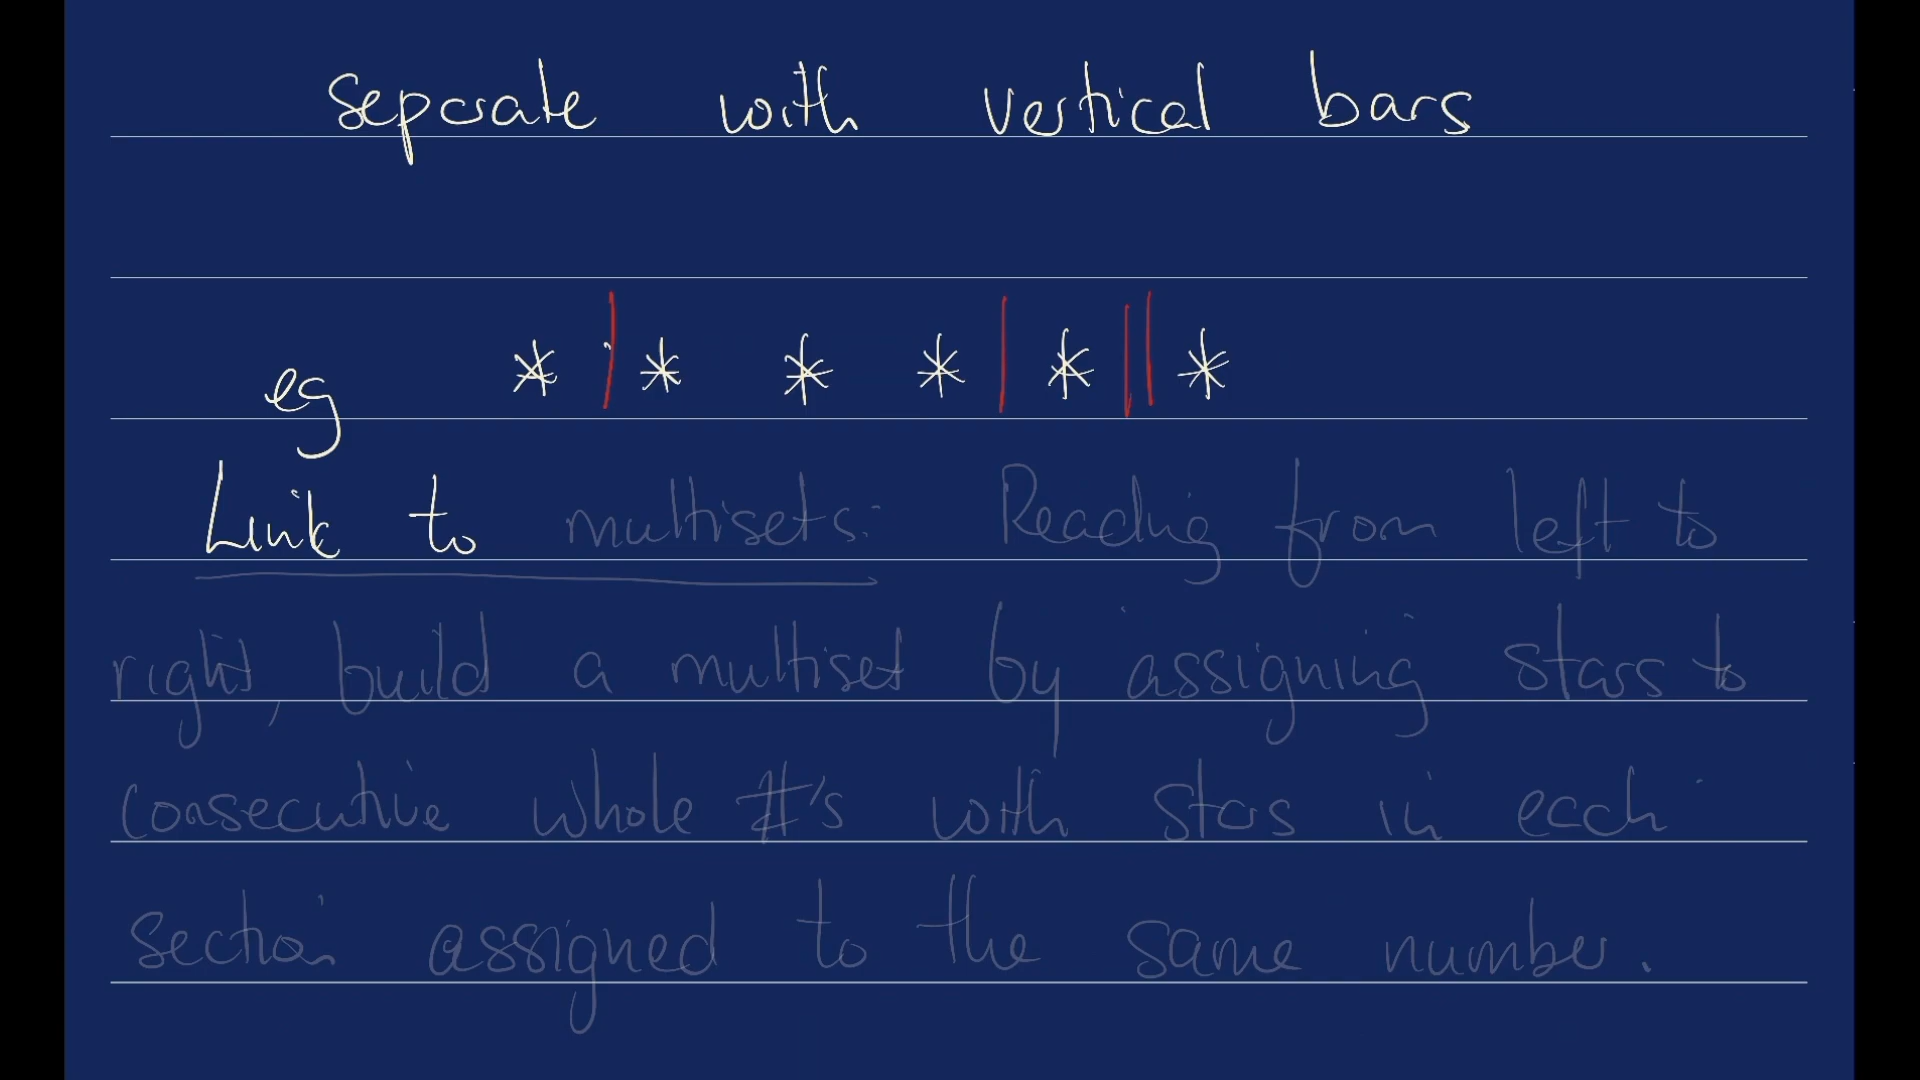 Separate with vertical bars
eg * | * * * | * || *
Link to multisets: Reading from left to
right, build a multiset by assigning stars to
consecutive whole #'s with stars in each
section assigned to the same number.